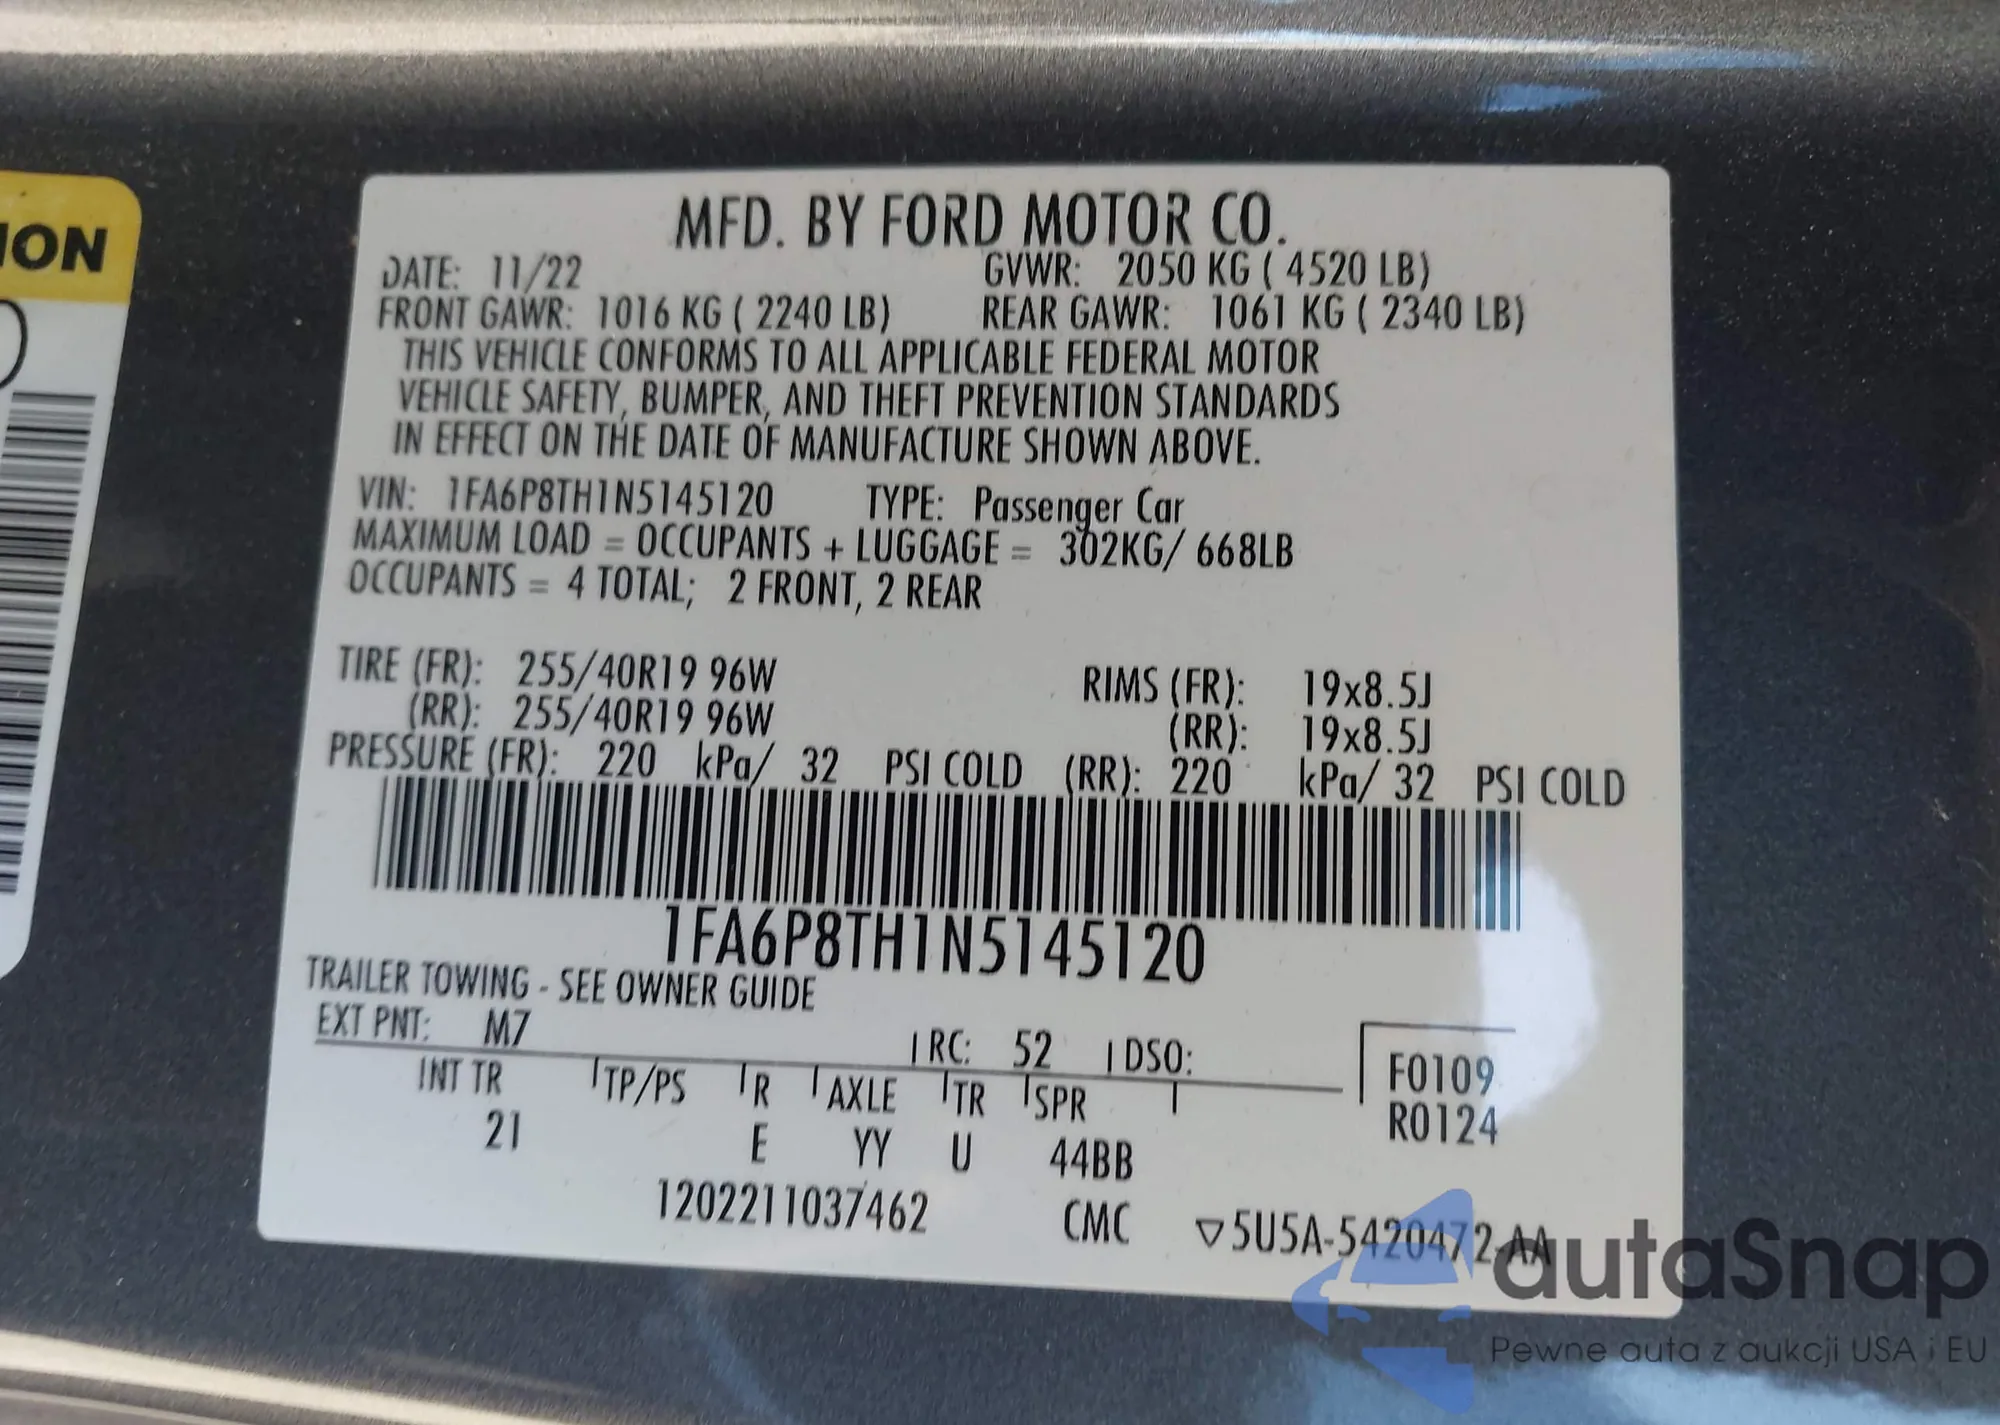 ION
MFD. BY FORD MOTOR CO.
DATE: 11/22 GVWR: 2050 KG ( 4520 LB)
FRONT GAWR: 1016 KG ( 2240 LB) REAR GAWR: 1061 KG ( 2340 LB)
THIS VEHICLE CONFORMS TO ALL APPLICABLE FEDERAL MOTOR
VEHICLE SAFETY, BUMPER, AND THEFT PREVENTION STANDARDS
IN EFFECT ON THE DATE OF MANUFACTURE SHOWN ABOVE.
VIN: 1FA6P8TH1N5145120 TYPE: Passenger Car
MAXIMUM LOAD = OCCUPANTS + LUGGAGE = 302KG/ 668LB
OCCUPANTS = 4 TOTAL; 2 FRONT, 2 REAR
TIRE (FR): 255/40R19 96W RIMS (FR): 19x8.5J
(RR): 255/40R19 96W (RR): 19x8.5J
PRESSURE (FR): 220 kPa/ 32 PSI COLD (RR): 220 kPa/ 32 PSI COLD
1FA6P8TH1N5145120
TRAILER TOWING - SEE OWNER GUIDE
EXT PNT: M7 RC: 52 DSO:
INT TR TP/PS R AXLE TR SPR
21 E YY U 44BB
F0109
R0124
1202211037462 CMC ▽5U5A-5420472-AA
autaSnap
Pewne auta z aukcji USA i EU